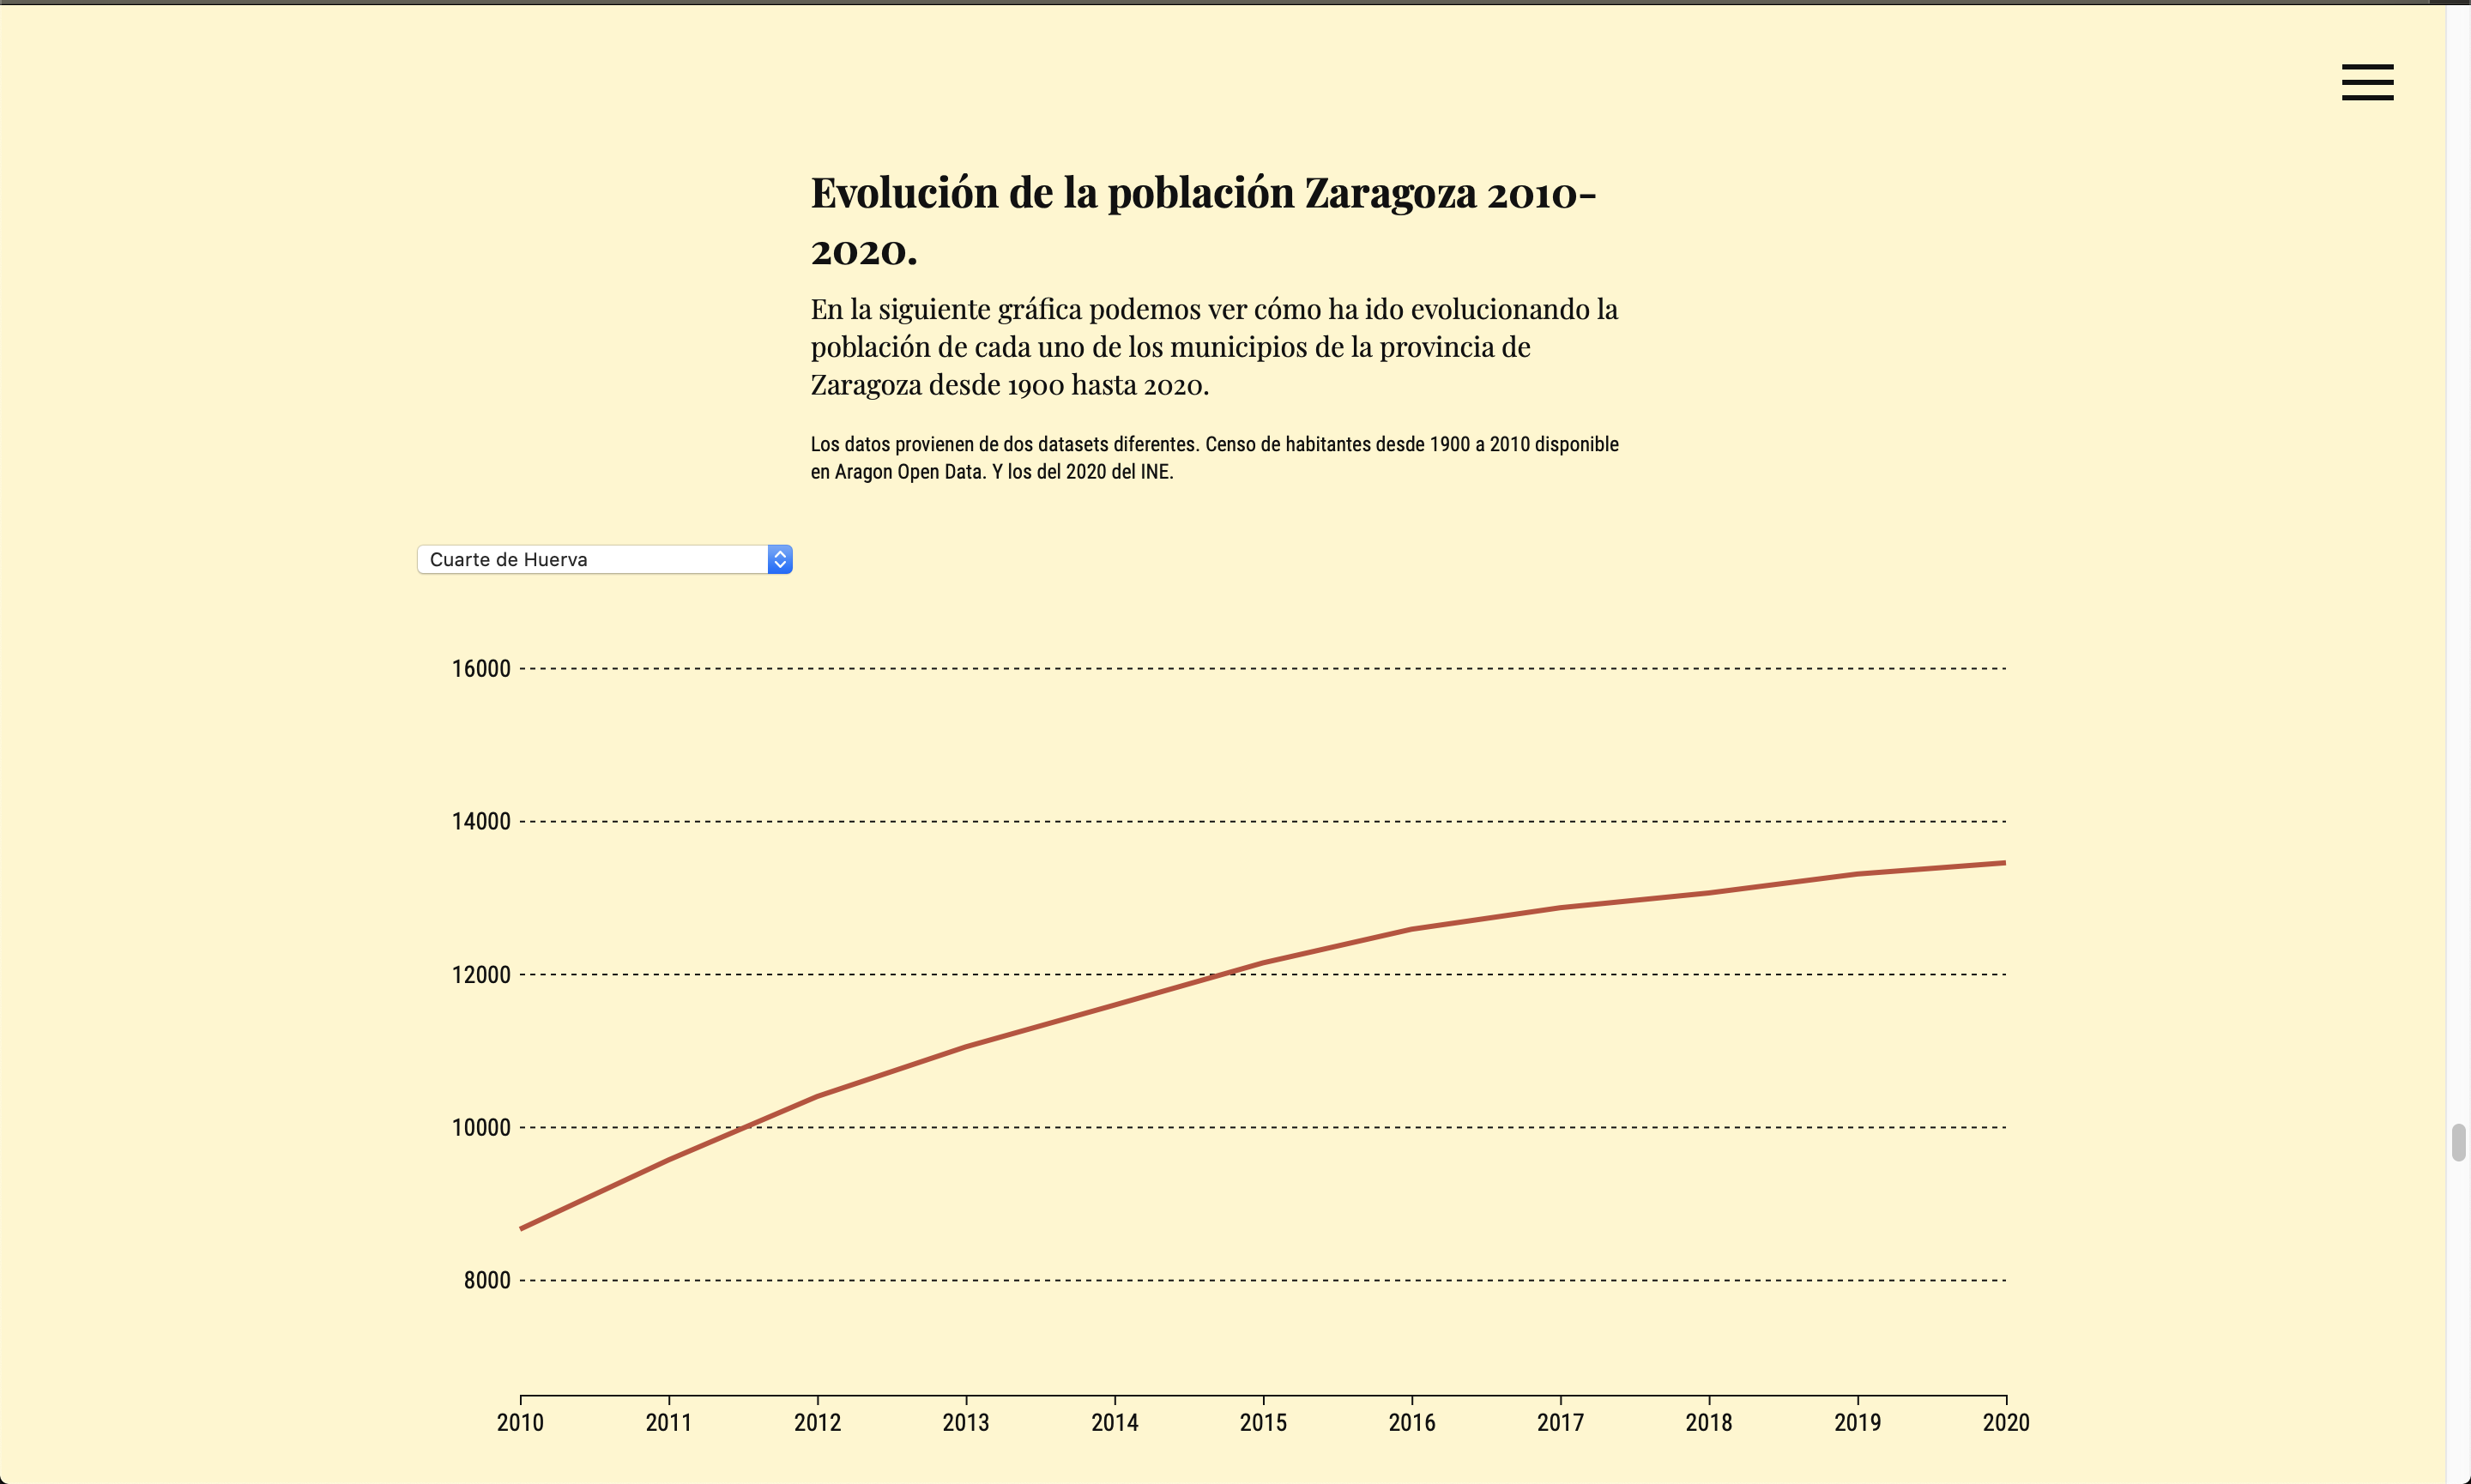 Evolución de la población Zaragoza 2010-
2020.
En la siguiente gráfica podemos ver cómo ha ido evolucionando la
población de cada uno de los municipios de la provincia de
Zaragoza desde 1900 hasta 2020.
Los datos provienen de dos datasets diferentes. Censo de habitantes desde 1900 a 2010 disponible
en Aragon Open Data. Y los del 2020 del INE.
Cuarte de Huerva
16000
14000
12000
10000
8000
2010 2011 2012 2013 2014 2015 2016 2017 2018 2019 2020